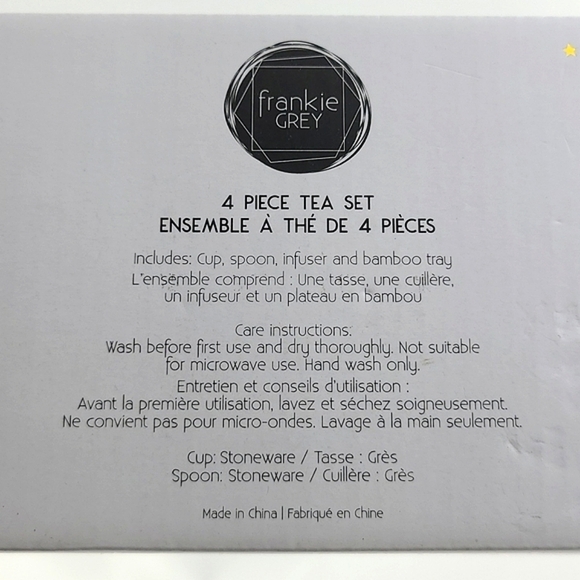 frankie
GREY
4 PIECE TEA SET
ENSEMBLE À THÉ DE 4 PIÈCES
Includes: Cup, spoon, infuser and bamboo tray
L'ensëmble comprend : Une tasse, une cuillère,
un infuseur et un plateau en bambou
Care instructions:
Wash before first use and dry thoroughly. Not suitable
for microwave use. Hand wash only.
Entretien et conseils d'utilisation :
Avant la première utilisation, lavez et séchez soigneusement.
Ne convient pas pour micro-ondes. Lavage à la main seulement.
Cup: Stoneware / Tasse : Grès
Spoon: Stoneware / Cuillère : Grès
Made in China | Fabriqué en Chine